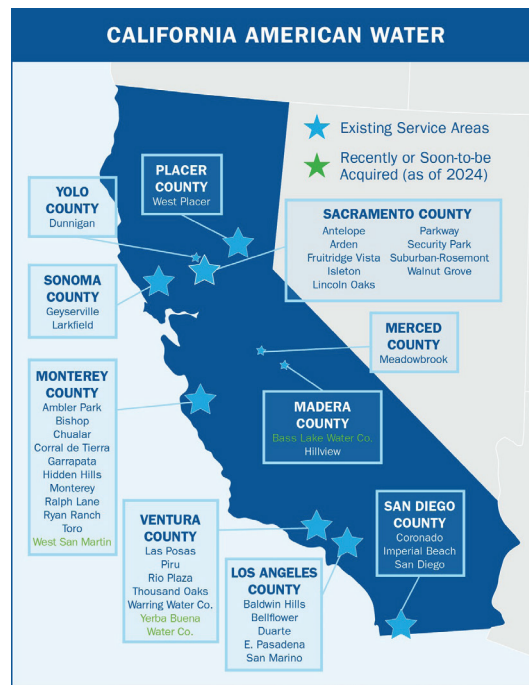 CALIFORNIA AMERICAN WATER
Existing Service Areas
Recently or Soon-to-be
Acquired (as of 2024)
PLACER
COUNTY
West Placer
YOLO
COUNTY
Dunnigan
SACRAMENTO COUNTY
Antelope
Arden
Fruitridge Vista
Isleton
Lincoln Oaks
Parkway
Security Park
Suburban-Rosemont
Walnut Grove
SONOMA
COUNTY
Geyserville
Larkfield
MERCED
COUNTY
Meadowbrook
MONTEREY
COUNTY
Ambler Park
Bishop
Chualar
Corral de Tierra
Garrapata
Hidden Hills
Monterey
Ralph Lane
Ryan Ranch
Toro
West San Martin
MADERA
COUNTY
Bass Lake Water Co.
Hillview
VENTURA
COUNTY
Las Posas
Piru
Rio Plaza
Thousand Oaks
Warring Water Co.
Yerba Buena
Water Co.
LOS ANGELES
COUNTY
Baldwin Hills
Bellflower
Duarte
E. Pasadena
San Marino
SAN DIEGO
COUNTY
Coronado
Imperial Beach
San Diego